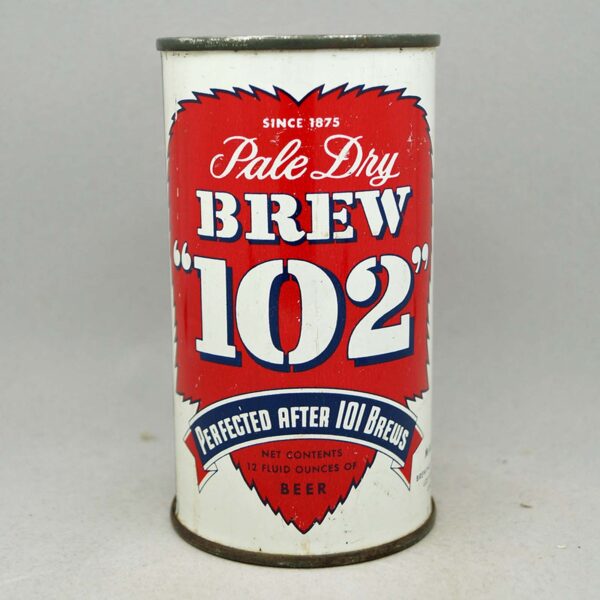 SINCE 1875
Pale Dry
BREW
"102"
PERFECTED AFTER 101 BREWS
NET CONTENTS
12 FLUID OUNCES OF
BEER